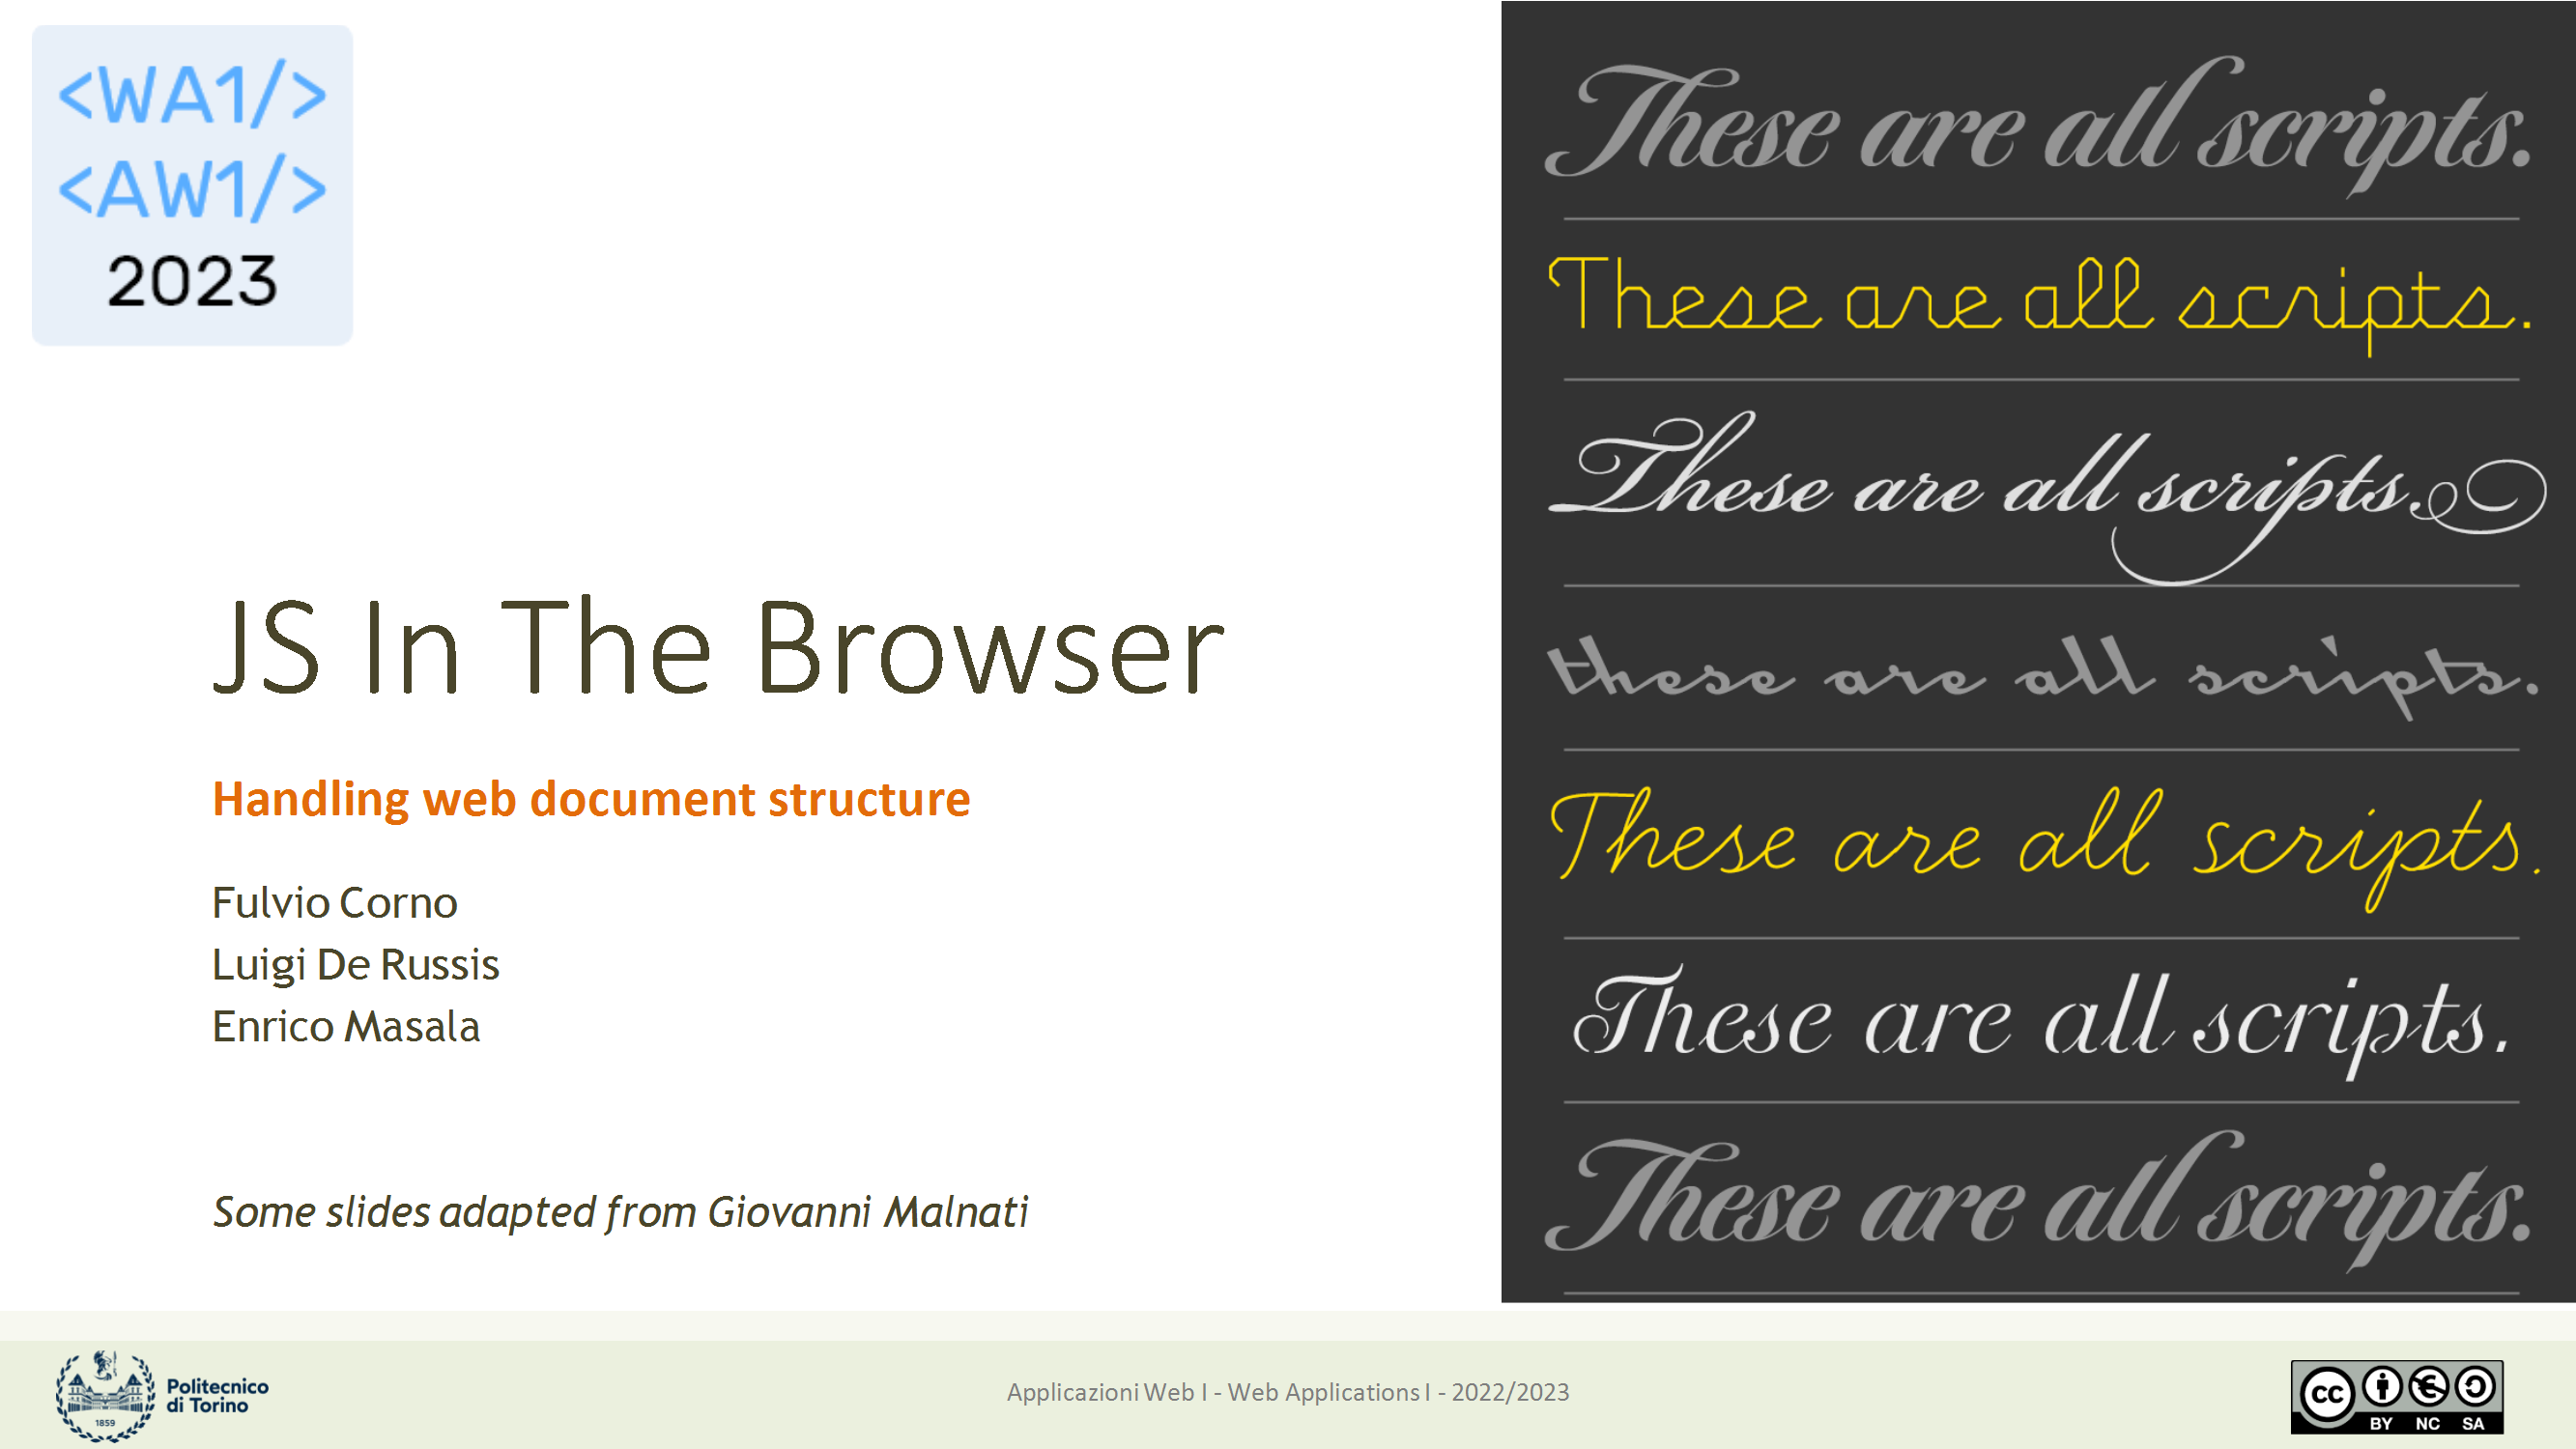 <WA1/>
<AW1/>
2023
JS In The Browser
Handling web document structure
Fulvio Corno
Luigi De Russis
Enrico Masala
Some slides adapted from Giovanni Malnati
These are all scripts.
These are all scripts.
These are all scripts.
these are all scripts.
These are all scripts.
These are all scripts.
These are all scripts.
1859
Politecnico
di Torino
Applicazioni Web I - Web Applications I - 2022/2023
cc
BY NC SA